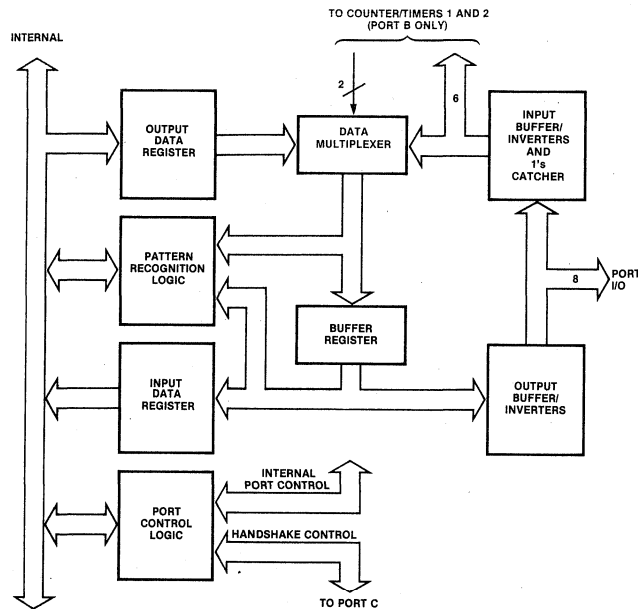 TO COUNTER/TIMERS 1 AND 2
(PORT B ONLY)
INTERNAL
2
6
OUTPUT
DATA
REGISTER
DATA
MULTIPLEXER
INPUT
BUFFER/
INVERTERS
AND
1's
CATCHER
PATTERN
RECOGNITION
LOGIC
8
PORT
I/O
BUFFER
REGISTER
INPUT
DATA
REGISTER
OUTPUT
BUFFER/
INVERTERS
PORT
CONTROL
LOGIC
INTERNAL
PORT CONTROL
HANDSHAKE CONTROL
TO PORT C